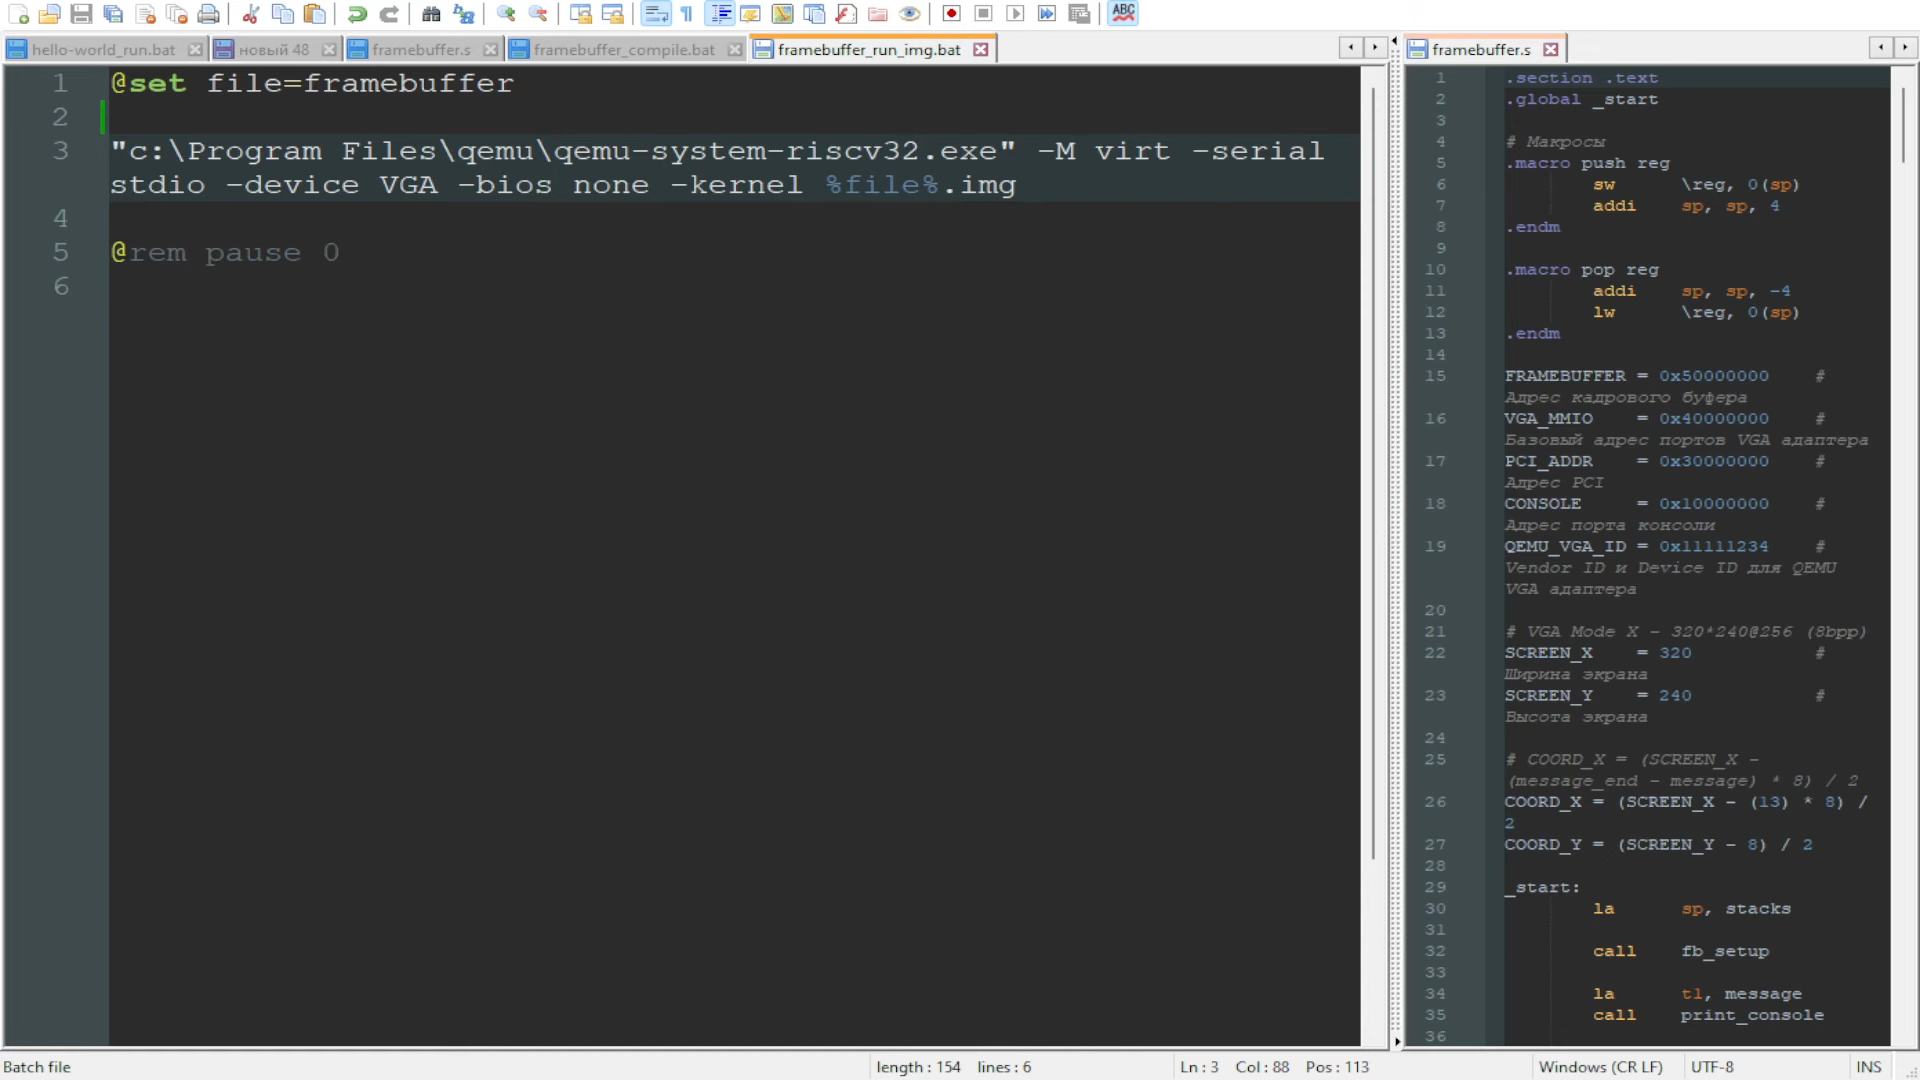 hello-world_run.bat
новый 48
framebuffer.s
framebuffer_compile.bat
framebuffer_run_img.bat
framebuffer.s
ABC
1 @set file=framebuffer
2
3 "c:\Program Files\qemu\qemu-system-riscv32.exe" -M virt -serial
stdio -device VGA -bios none -kernel %file%.img
4
5 @rem pause 0
6
1 .section .text
2 .global _start
3
4 # Макросы
5 .macro push reg
6 sw \reg, 0(sp)
7 addi sp, sp, 4
8 .endm
9
10 .macro pop reg
11 addi sp, sp, -4
12 lw \reg, 0(sp)
13 .endm
14
15 FRAMEBUFFER = 0x50000000 #
Адрес кадрового буфера
16 VGA_MMIO = 0x40000000 #
Базовый адрес портов VGA адаптера
17 PCI_ADDR = 0x30000000 #
Адрес PCI
18 CONSOLE = 0x10000000 #
Адрес порта консоли
19 QEMU_VGA_ID = 0x11111234 #
Vendor ID и Device ID для QEMU
VGA адаптера
20
21 # VGA Mode X - 320*240@256 (8bpp)
22 SCREEN_X = 320 #
Ширина экрана
23 SCREEN_Y = 240 #
Высота экрана
24
25 # COORD_X = (SCREEN_X -
(message_end - message) * 8) / 2
26 COORD_X = (SCREEN_X - (13) * 8) /
2
27 COORD_Y = (SCREEN_Y - 8) / 2
28
29 _start:
30 la sp, stacks
31
32 call fb_setup
33
34 la t1, message
35 call print_console
36
Batch file
length : 154 lines : 6
Ln : 3 Col : 88 Pos : 113
Windows (CR LF)
UTF-8
INS